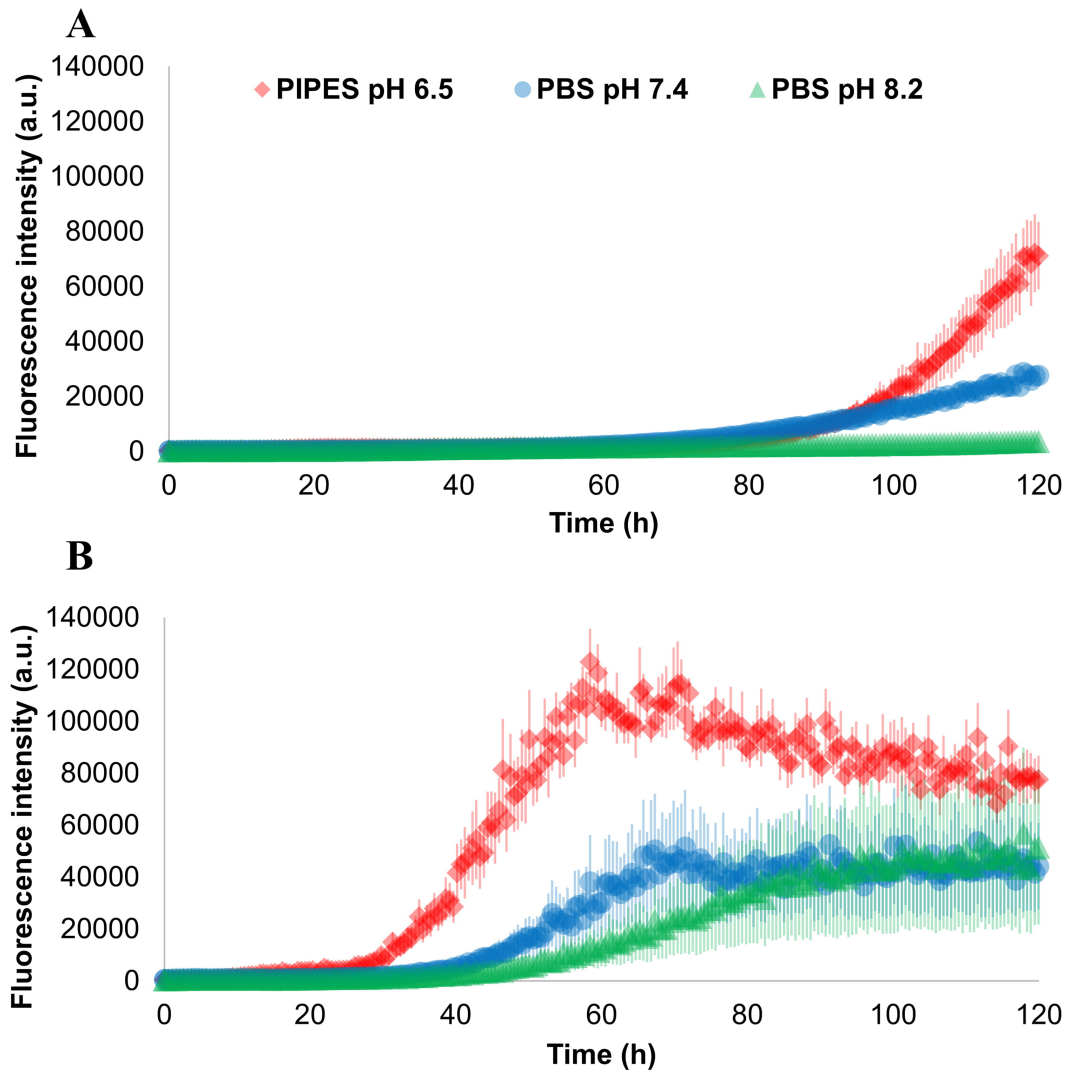 A
Fluorescence intensity (a.u.)
140000
120000
100000
80000
60000
40000
20000
0
PIPES pH 6.5 PBS pH 7.4 PBS pH 8.2
0 20 40 60 80 100 120
Time (h)
B
Fluorescence intensity (a.u.)
140000
120000
100000
80000
60000
40000
20000
0
0 20 40 60 80 100 120
Time (h)